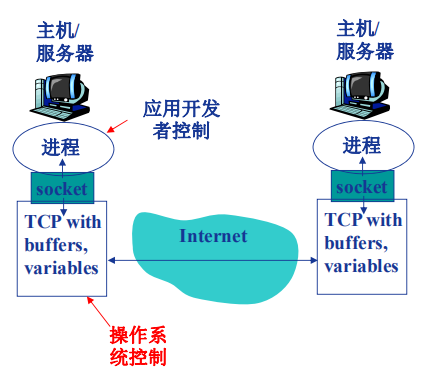 主机/
服务器
应用开发
者控制
进程
socket
TCP with
buffers,
variables
操作系
统控制
Internet
主机/
服务器
进程
socket
TCP with
buffers,
variables